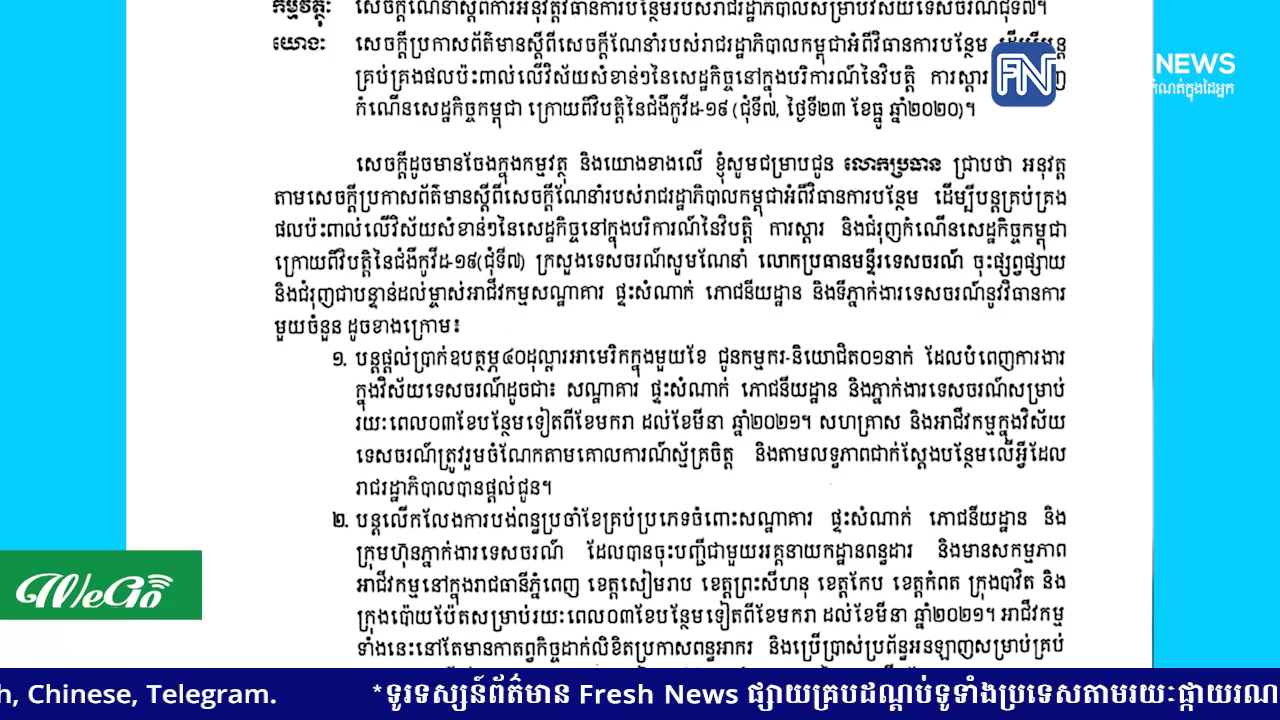 កម្មវត្ថុៈ សេចក្តីណែនាំស្តីពីការអនុវត្តវិធានការបន្ថែមរបស់រាជរដ្ឋាភិបាលសម្រាប់វិស័យទេសចរណ៍ជុំទី៧។
យោងៈ សេចក្តីប្រកាសព័ត៌មានស្តីពីសេចក្តីណែនាំរបស់រាជរដ្ឋាភិបាលកម្ពុជាអំពីវិធានការបន្ថែម ដើម្បីបន្ត
គ្រប់គ្រងផលប៉ះពាល់លើវិស័យសំខាន់ៗនៃសេដ្ឋកិច្ចនៅក្នុងបរិការណ៍នៃវិបត្តិ ការស្តារ
កំណើនសេដ្ឋកិច្ចកម្ពុជា ក្រោយពីវិបត្តិនៃជំងឺកូវីដ-១៩ (ជុំទី៧, ថ្ងៃទី២៣ ខែធ្នូ ឆ្នាំ២០២០)។
FN
NEWS
សេចក្តីដូចមានចែងក្នុងកម្មវត្ថុ និងយោងខាងលើ ខ្ញុំសូមជម្រាបជូន លោកប្រធាន ជ្រាបថា អនុវត្ត
តាមសេចក្តីប្រកាសព័ត៌មានស្តីពីសេចក្តីណែនាំរបស់រាជរដ្ឋាភិបាលកម្ពុជាអំពីវិធានការបន្ថែម ដើម្បីបន្តគ្រប់គ្រង
ផលប៉ះពាល់លើវិស័យសំខាន់ៗនៃសេដ្ឋកិច្ចនៅក្នុងបរិការណ៍នៃវិបត្តិ ការស្តារ និងជំរុញកំណើនសេដ្ឋកិច្ចកម្ពុជា
ក្រោយពីវិបត្តិនៃជំងឺកូវីដ-១៩(ជុំទី៧) ក្រសួងទេសចរណ៍សូមណែនាំ លោកប្រធានមន្ទីរទេសចរណ៍ ចុះផ្សព្វផ្សាយ
និងជំរុញជាបន្ទាន់ដល់ម្ចាស់អាជីវកម្មសណ្ឋាគារ ផ្ទះសំណាក់ ភោជនីយដ្ឋាន និងទីភ្នាក់ងារទេសចរណ៍នូវវិធានការ
មួយចំនួន ដូចខាងក្រោម៖
១. បន្តផ្តល់ប្រាក់ឧបត្ថម្ភ៤០ដុល្លារអាមេរិកក្នុងមួយខែ ជូនកម្មករ-និយោជិត០១នាក់ ដែលបំពេញការងារ
ក្នុងវិស័យទេសចរណ៍ដូចជា៖ សណ្ឋាគារ ផ្ទះសំណាក់ ភោជនីយដ្ឋាន និងភ្នាក់ងារទេសចរណ៍សម្រាប់
រយៈពេល០៣ខែបន្ថែមទៀតពីខែមករា ដល់ខែមីនា ឆ្នាំ២០២១។ សហគ្រាស និងអាជីវកម្មក្នុងវិស័យ
ទេសចរណ៍ត្រូវរួមចំណែកតាមគោលការណ៍ស្ម័គ្រចិត្ត និងតាមលទ្ធភាពជាក់ស្តែងបន្ថែមលើអ្វីដែល
រាជរដ្ឋាភិបាលបានផ្តល់ជូន។
២. បន្តលើកលែងការបង់ពន្ធប្រចាំខែគ្រប់ប្រភេទចំពោះសណ្ឋាគារ ផ្ទះសំណាក់ ភោជនីយដ្ឋាន និង
ក្រុមហ៊ុនភ្នាក់ងារទេសចរណ៍ ដែលបានចុះបញ្ជីជាមួយអគ្គនាយកដ្ឋានពន្ធដារ និងមានសកម្មភាព
អាជីវកម្មនៅក្នុងរាជធានីភ្នំពេញ ខេត្តសៀមរាប ខេត្តព្រះសីហនុ ខេត្តកែប ខេត្តកំពត ក្រុងបាវិត និង
ក្រុងប៉ោយប៉ែតសម្រាប់រយៈពេល០៣ខែបន្ថែមទៀតពីខែមករា ដល់ខែមីនា ឆ្នាំ២០២១។ អាជីវកម្ម
ទាំងនេះនៅតែមានកាតព្វកិច្ចដាក់លិខិតប្រកាសពន្ធអាករ និងប្រើប្រាស់ប្រព័ន្ធអនឡាញសម្រាប់គ្រប់
WeGo
h, Chinese, Telegram. *ទូរទស្សន៍ព័ត៌មាន Fresh News ផ្សាយគ្របដណ្តប់ទូទាំងប្រទេសតាមរយៈផ្កាយរណ